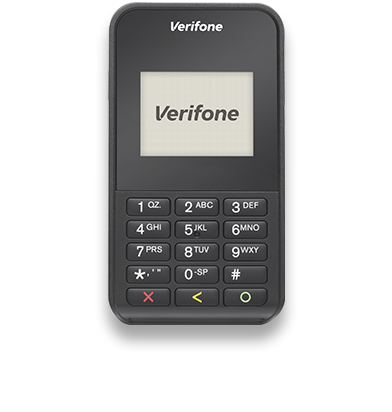 Verifone
Verifone
1 QZ. 2 ABC 3 DEF
4 GHI 5 JKL 6 MNO
7 PRS 8 TUV 9 WXY
*,'" 0-SP #
X < O